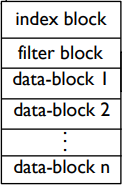 index block
filter block
data-block 1
data-block 2
⋮
data-block n